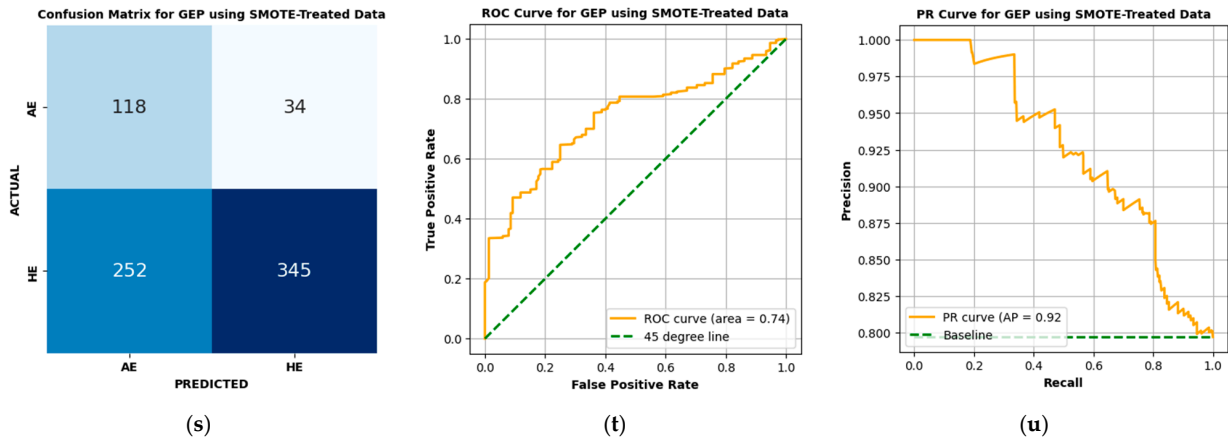 Confusion Matrix for GEP using SMOTE-Treated Data
AE
118
34
ACTUAL
HE
252
345
AE
HE
PREDICTED
(s)
ROC Curve for GEP using SMOTE-Treated Data
1.0
0.8
0.6
0.4
0.2
0.0
True Positive Rate
ROC curve (area = 0.74)
45 degree line
0.0 0.2 0.4 0.6 0.8 1.0
False Positive Rate
(t)
PR Curve for GEP using SMOTE-Treated Data
1.000
0.975
0.950
0.925
0.900
0.875
0.850
0.825
0.800
Precision
PR curve (AP = 0.92
Baseline
0.0 0.2 0.4 0.6 0.8 1.0
Recall
(u)